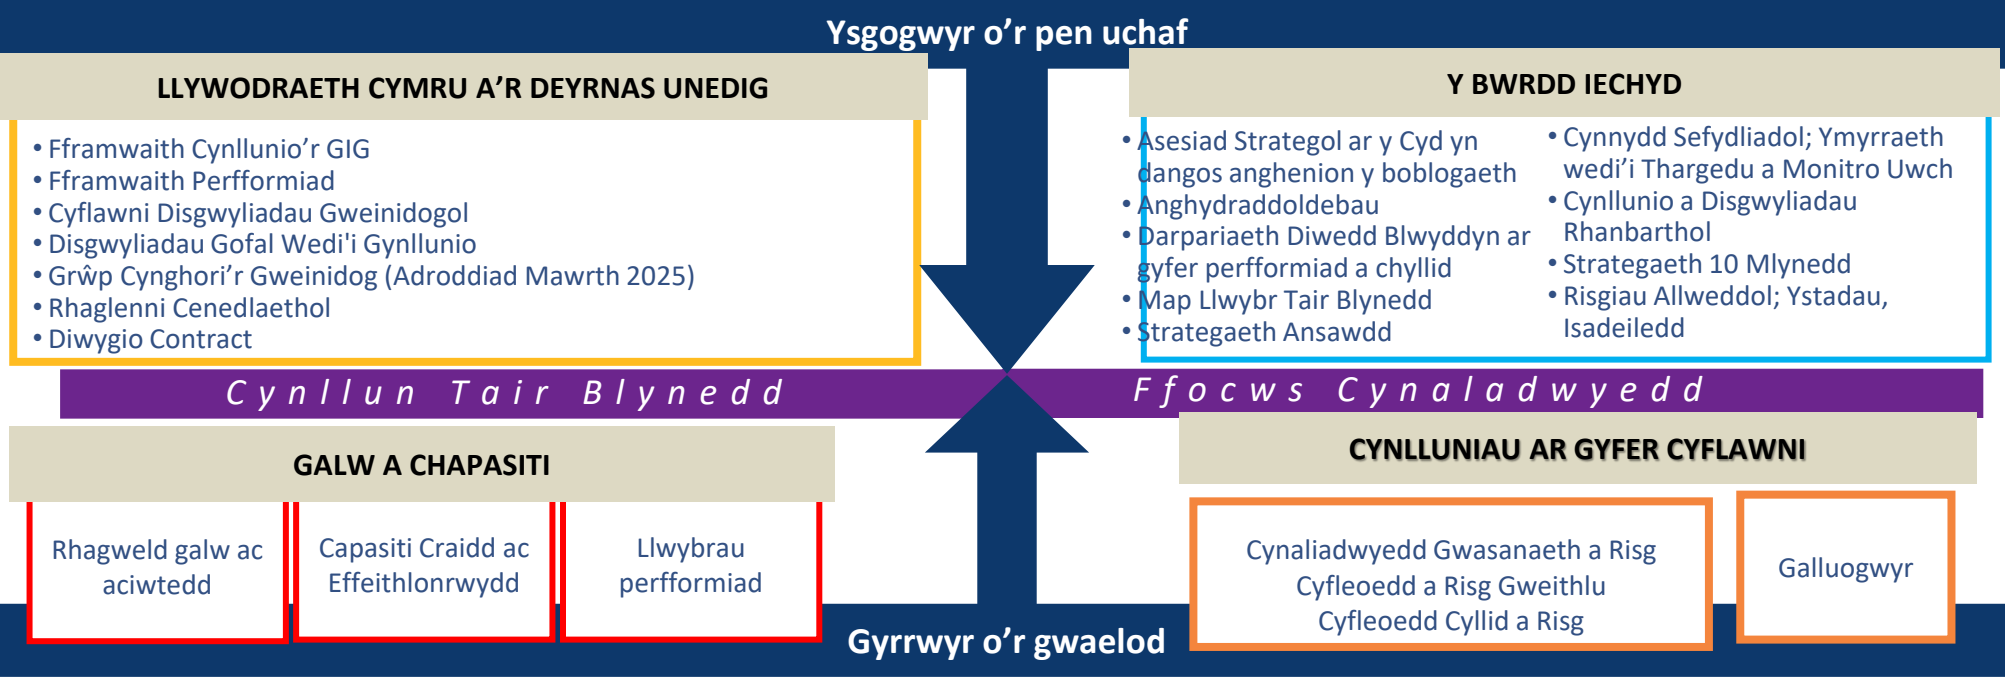 Ysgogwyr o’r pen uchaf
LLYWODRAETH CYMRU A’R DEYRNAS UNEDIG
• Fframwaith Cynllunio’r GIG
• Fframwaith Perfformiad
• Cyflawni Disgwyliadau Gweinidogol
• Disgwyliadau Gofal Wedi'i Gynllunio
• Grŵp Cynghori’r Gweinidog (Adroddiad Mawrth 2025)
• Rhaglenni Cenedlaethol
• Diwygio Contract
Y BWRDD IECHYD
• Asesiad Strategol ar y Cyd yn
dangos anghenion y boblogaeth
• Anghydraddoldebau
• Darpariaeth Diwedd Blwyddyn ar
gyfer perfformiad a chyllid
• Map Llwybr Tair Blynedd
• Strategaeth Ansawdd
• Cynnydd Sefydliadol; Ymyrraeth
wedi’i Thargedu a Monitro Uwch
• Cynllunio a Disgwyliadau
Rhanbarthol
• Strategaeth 10 Mlynedd
• Risgiau Allweddol; Ystadau,
Isadeiledd
Cynllun Tair Blynedd
Ffocws Cynaladwyedd
GALW A CHAPASITI
Rhagweld galw ac
aciwtedd
Capasiti Craidd ac
Effeithlonrwydd
Llwybrau
perfformiad
CYNLLUNIAU AR GYFER CYFLAWNI
Cynaliadwyedd Gwasanaeth a Risg
Cyfleoedd a Risg Gweithlu
Cyfleoedd Cyllid a Risg
Galluogwyr
Gyrrwyr o’r gwaelod